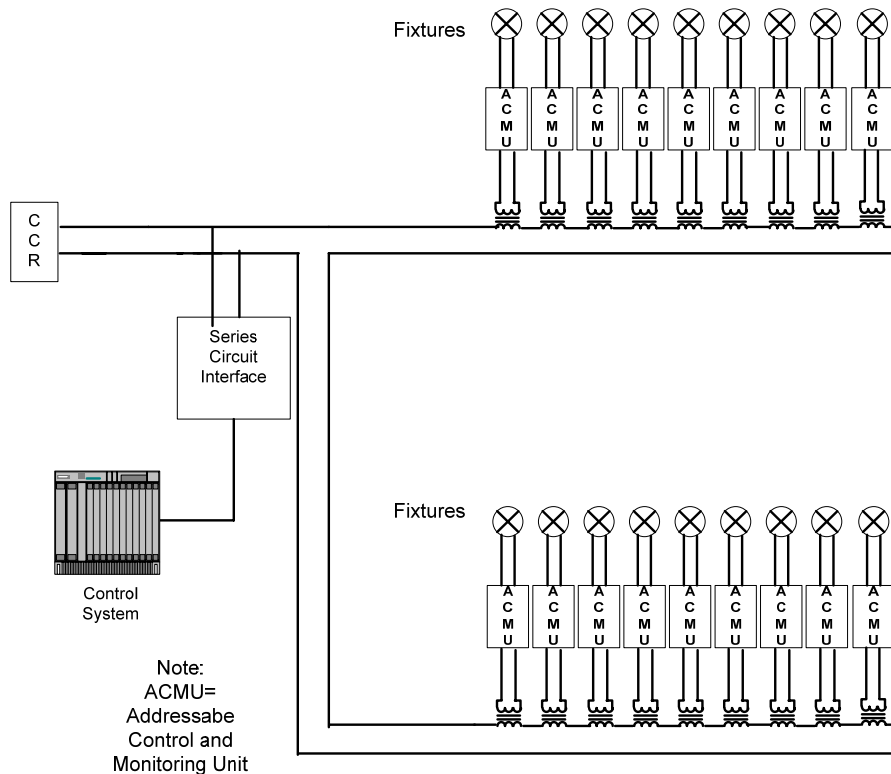 Fixtures
A C M U
A C M U
A C M U
A C M U
A C M U
A C M U
A C M U
A C M U
A C M U
C C R
Series
Circuit
Interface
Control
System
Fixtures
A C M U
A C M U
A C M U
A C M U
A C M U
A C M U
A C M U
A C M U
A C M U
Note:
ACMU=
Addressabe
Control and
Monitoring Unit